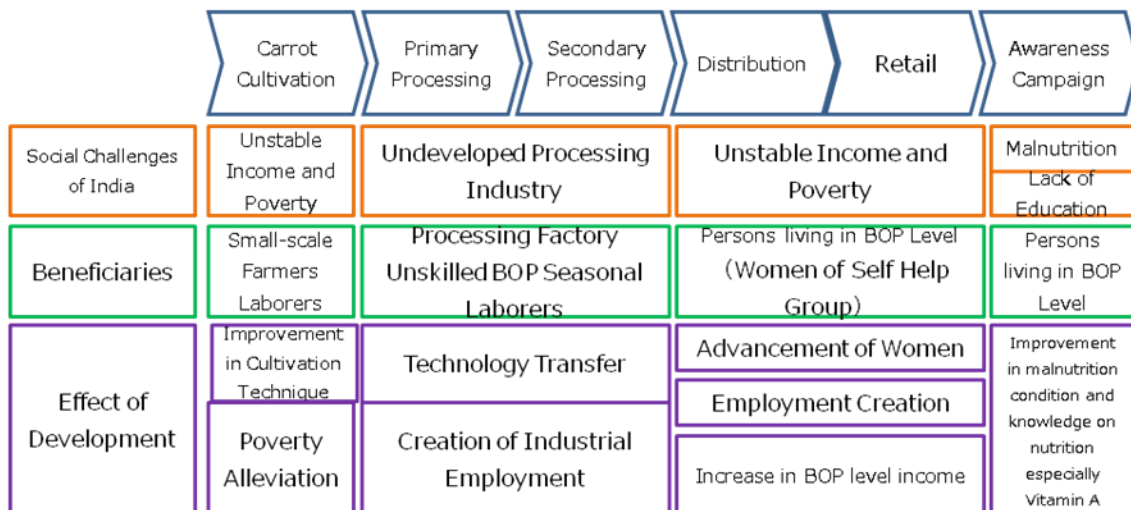 Carrot
Cultivation
Primary
Processing
Secondary
Processing
Distribution
Retail
Awareness
Campaign
Social Challenges
of India
Unstable
Income and
Poverty
Undeveloped Processing
Industry
Unstable Income and
Poverty
Malnutrition
Lack of
Education
Beneficiaries
Small-scale
Farmers
Laborers
Processing Factory
Unskilled BOP Seasonal
Laborers
Persons living in BOP Level
（Women of Self Help
Group）
Persons
living in BOP
Level
Effect of
Development
Improvement
in Cultivation
Technique
Poverty
Alleviation
Technology Transfer
Creation of Industrial
Employment
Advancement of Women
Employment Creation
Increase in BOP level income
Improvement
in malnutrition
condition and
knowledge on
nutrition
especially
Vitamin A